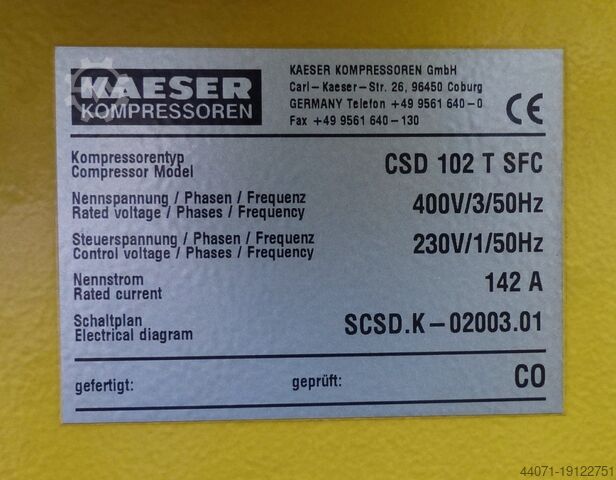 KAESER
KOMPRESSOREN
KAESER KOMPRESSOREN GmbH
Carl-Kaeser-Str. 26, 96450 Coburg
GERMANY Telefon +49 9561 640-0
Fax +49 9561 640-130
CE
Kompressorentyp
Compressor Model
CSD 102 T SFC
Nennspannung / Phasen / Frequenz
Rated voltage / Phases / Frequency
400V/3/50Hz
Steuerspannung / Phasen / Frequenz
Control voltage / Phases / Frequency
230V/1/50Hz
Nennstrom
Rated current
142 A
Schaltplan
Electrical diagram
SCSD.K-02003.01
gefertigt:
geprüft:
CO
44071-19122751